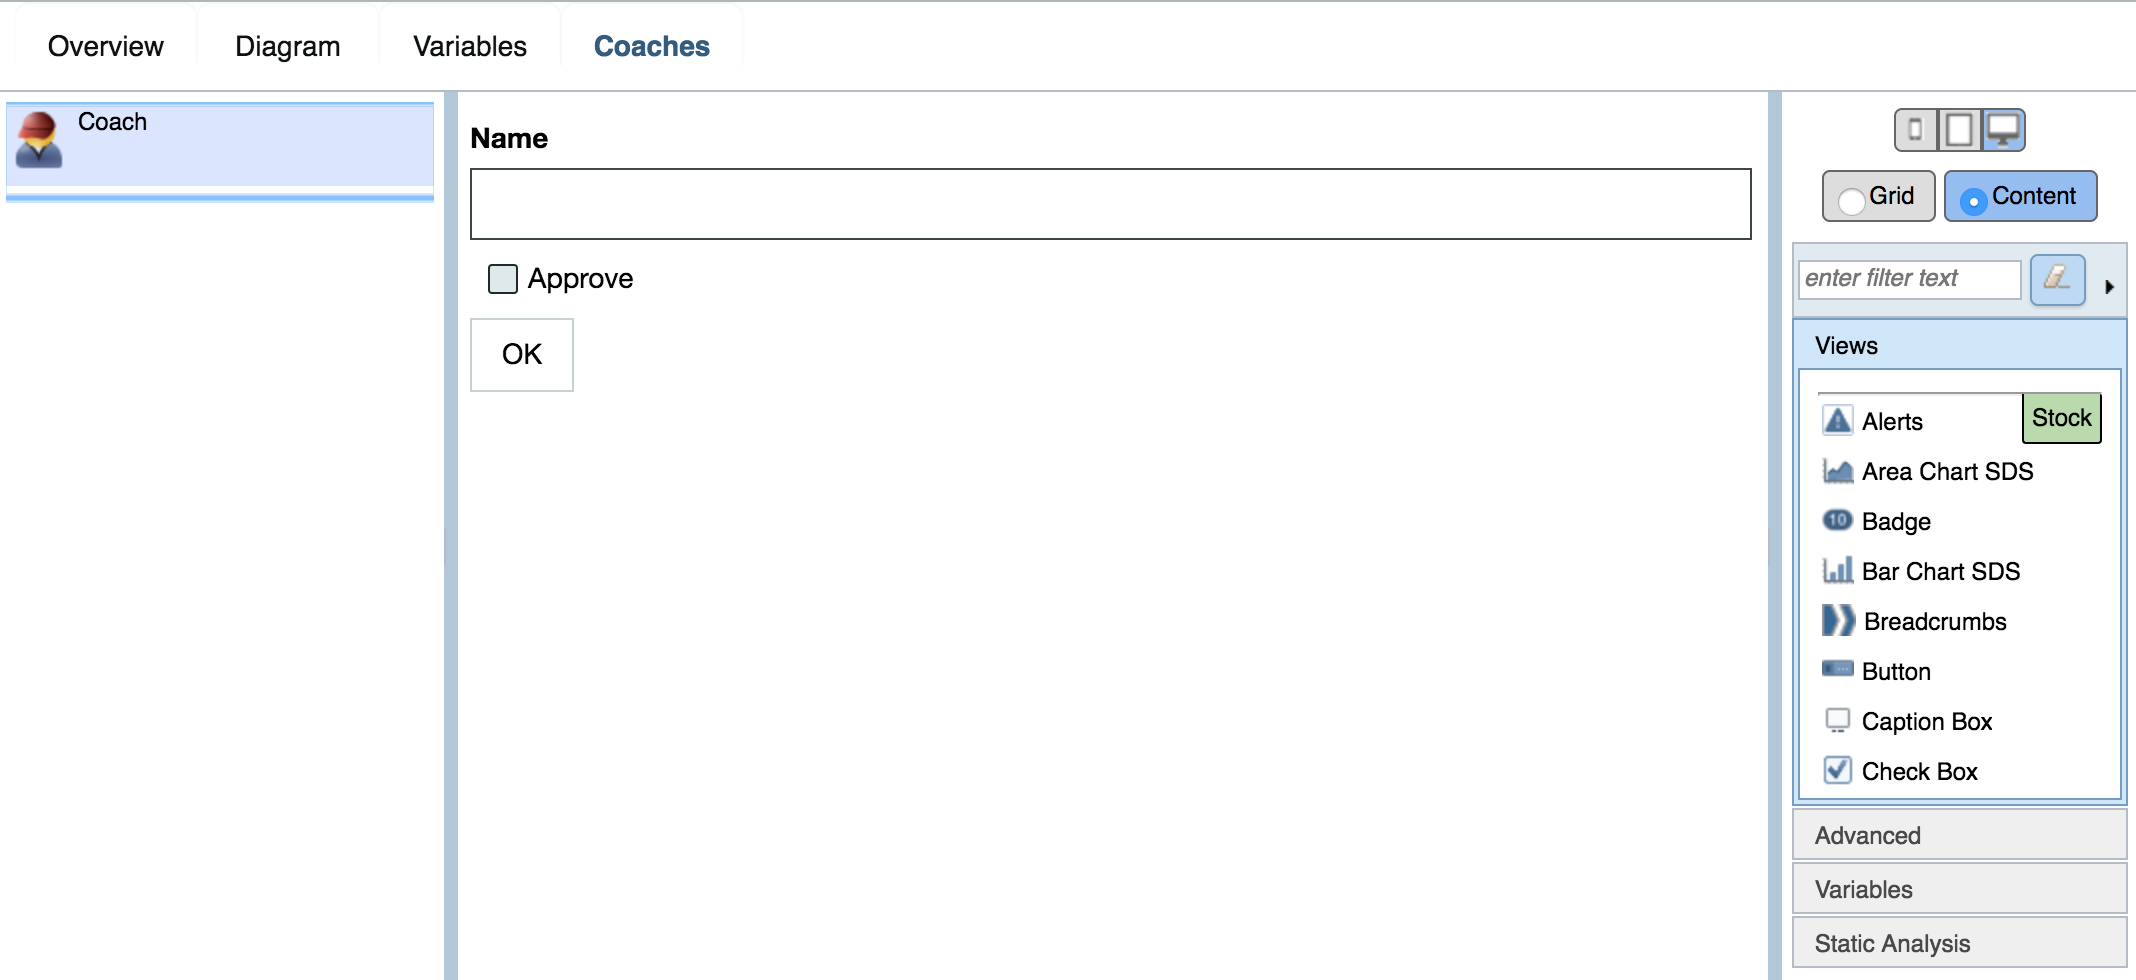 Overview Diagram Variables Coaches
Coach
Name
Approve
OK
Grid Content
enter filter text
Views
Stock
Alerts
Area Chart SDS
10 Badge
Bar Chart SDS
Breadcrumbs
Button
Caption Box
Check Box
Advanced
Variables
Static Analysis